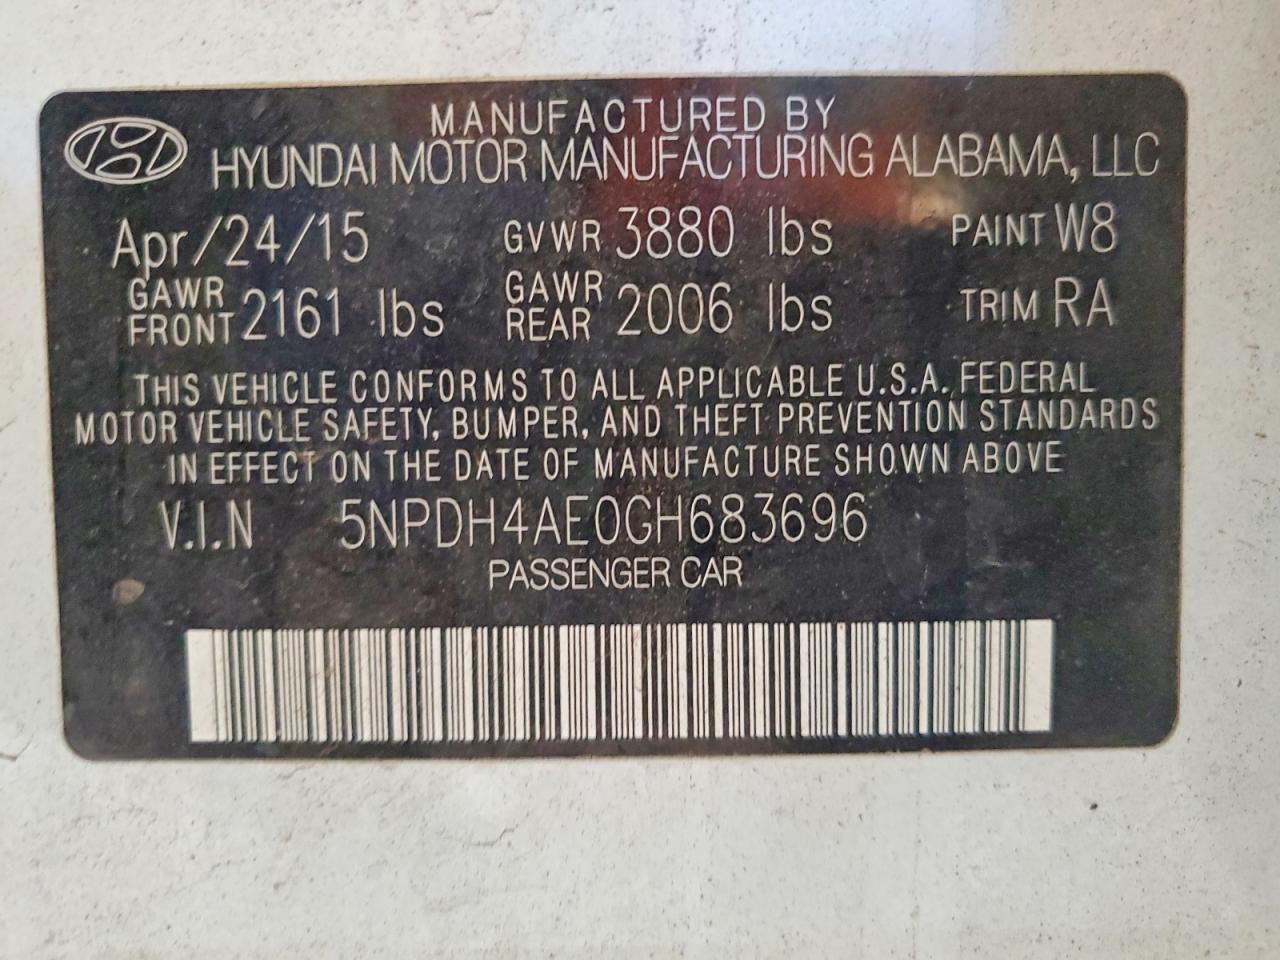 MANUFACTURED BY
HYUNDAI MOTOR MANUFACTURING ALABAMA, LLC
Apr/24/15 GVWR 3880 lbs PAINT W8
GAWR FRONT 2161 lbs GAWR REAR 2006 lbs TRIM RA
THIS VEHICLE CONFORMS TO ALL APPLICABLE U.S.A. FEDERAL
MOTOR VEHICLE SAFETY, BUMPER, AND THEFT PREVENTION STANDARDS
IN EFFECT ON THE DATE OF MANUFACTURE SHOWN ABOVE
V.I.N 5NPDH4AE0GH683696
PASSENGER CAR